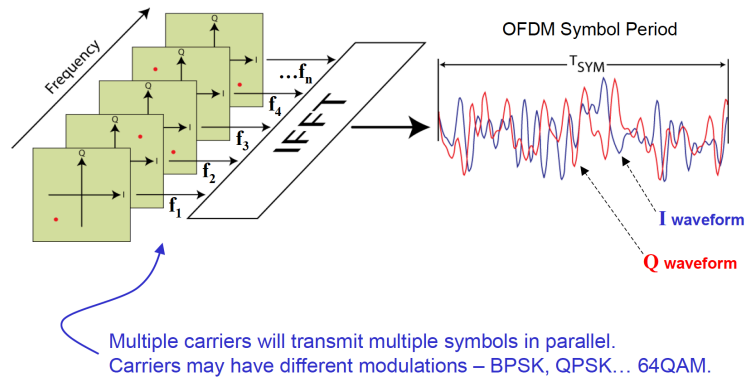 OFDM Symbol Period
T_SYM
Frequency
Q
I
Q
I
Q
I
Q
I
Q
I
...fn
f4
f3
f2
f1
IFFT
I waveform
Q waveform
Multiple carriers will transmit multiple symbols in parallel.
Carriers may have different modulations – BPSK, QPSK… 64QAM.